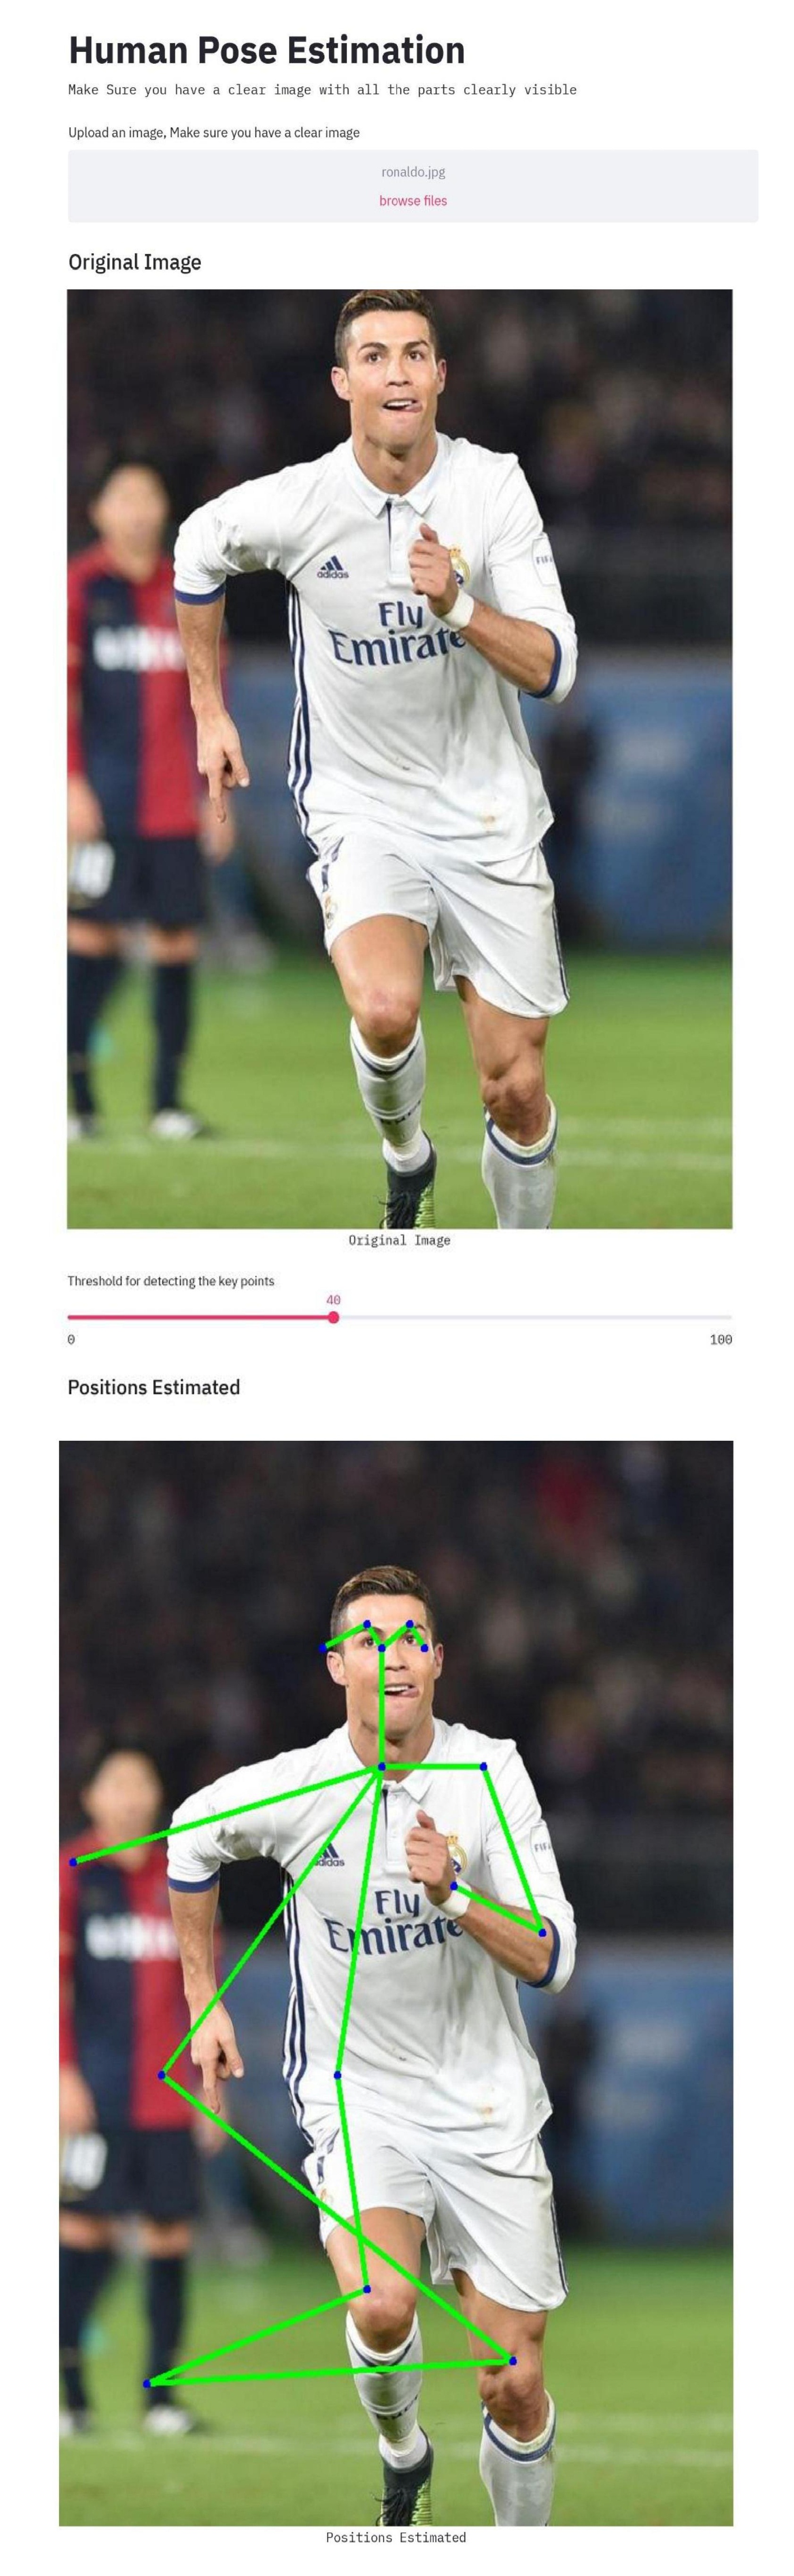 Human Pose Estimation
Make Sure you have a clear image with all the parts clearly visible
Upload an image, Make sure you have a clear image
ronaldo.jpg
browse files
Original Image
FIFA
adidas
Fly
Emirate
Original Image
Threshold for detecting the key points
40
0
100
Positions Estimated
FIFA
adidas
Fly
Emirate
Positions Estimated